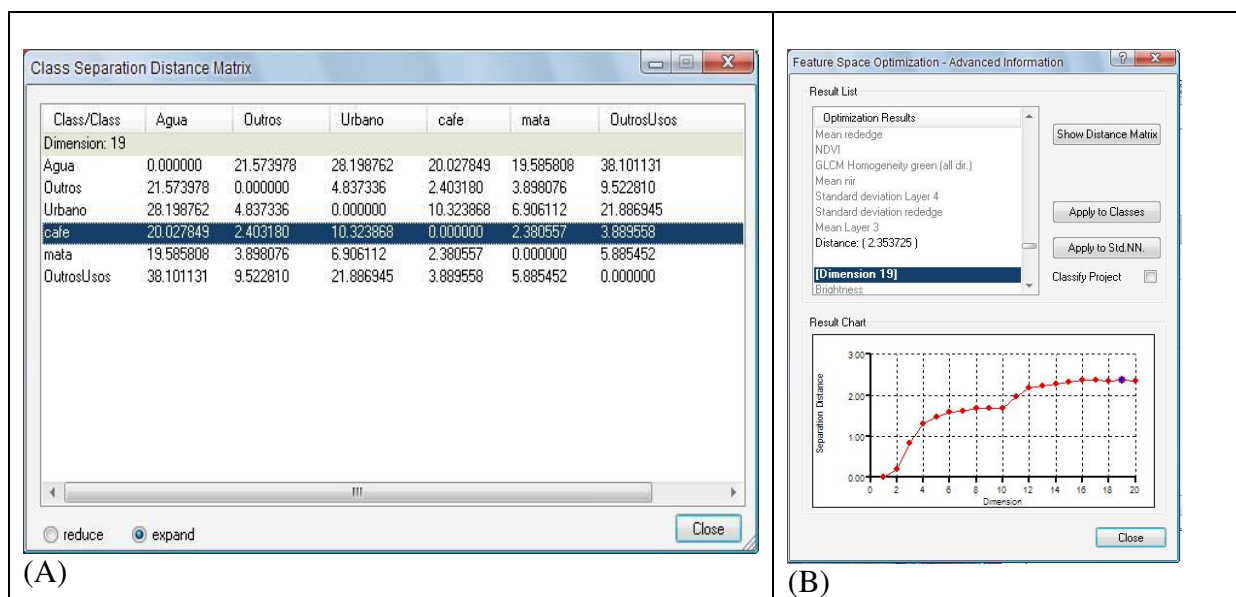 Class Separation Distance Matrix
Class/Class Agua Outros Urbano cafe mata OutrosUsos
Dimension: 19
Agua 0.000000 21.573978 28.198762 20.027849 19.585808 38.101131
Outros 21.573978 0.000000 4.837336 2.403180 3.898076 9.522810
Urbano 28.198762 4.837336 0.000000 10.323868 6.906112 21.886945
cafe 20.027849 2.403180 10.323868 0.000000 2.380557 3.889558
mata 19.585808 3.898076 6.906112 2.380557 0.000000 5.885452
OutrosUsos 38.101131 9.522810 21.886945 3.889558 5.885452 0.000000
reduce expand
Close
(A)
Feature Space Optimization - Advanced Information
Result List
Optimization Results
Mean rededge
NDVI
GLCM Homogeneity green (all dir.)
Mean nir
Standard deviation Layer 4
Standard deviation rededge
Mean Layer 3
Distance: ( 2.353725 )
[Dimension 19]
Brightness
Show Distance Matrix
Apply to Classes
Apply to Std.NN.
Classify Project
Result Chart
3.00
2.00
1.00
0.00
Separation Distance
0 2 4 6 8 10 12 14 16 18 20
Dimension
Close
(B)